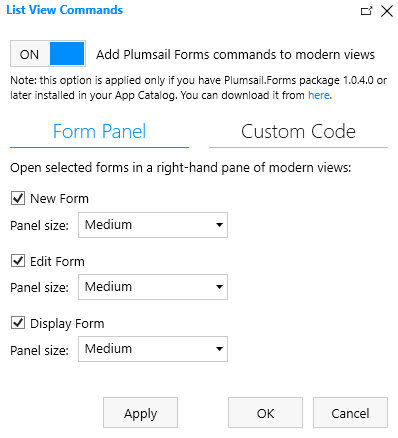 List View Commands
ON Add Plumsail Forms commands to modern views
Note: this option is applied only if you have Plumsail.Forms package 1.0.4.0 or
later installed in your App Catalog. You can download it from here.
Form Panel Custom Code
Open selected forms in a right-hand pane of modern views:
New Form
Panel size: Medium
Edit Form
Panel size: Medium
Display Form
Panel size: Medium
Apply OK Cancel